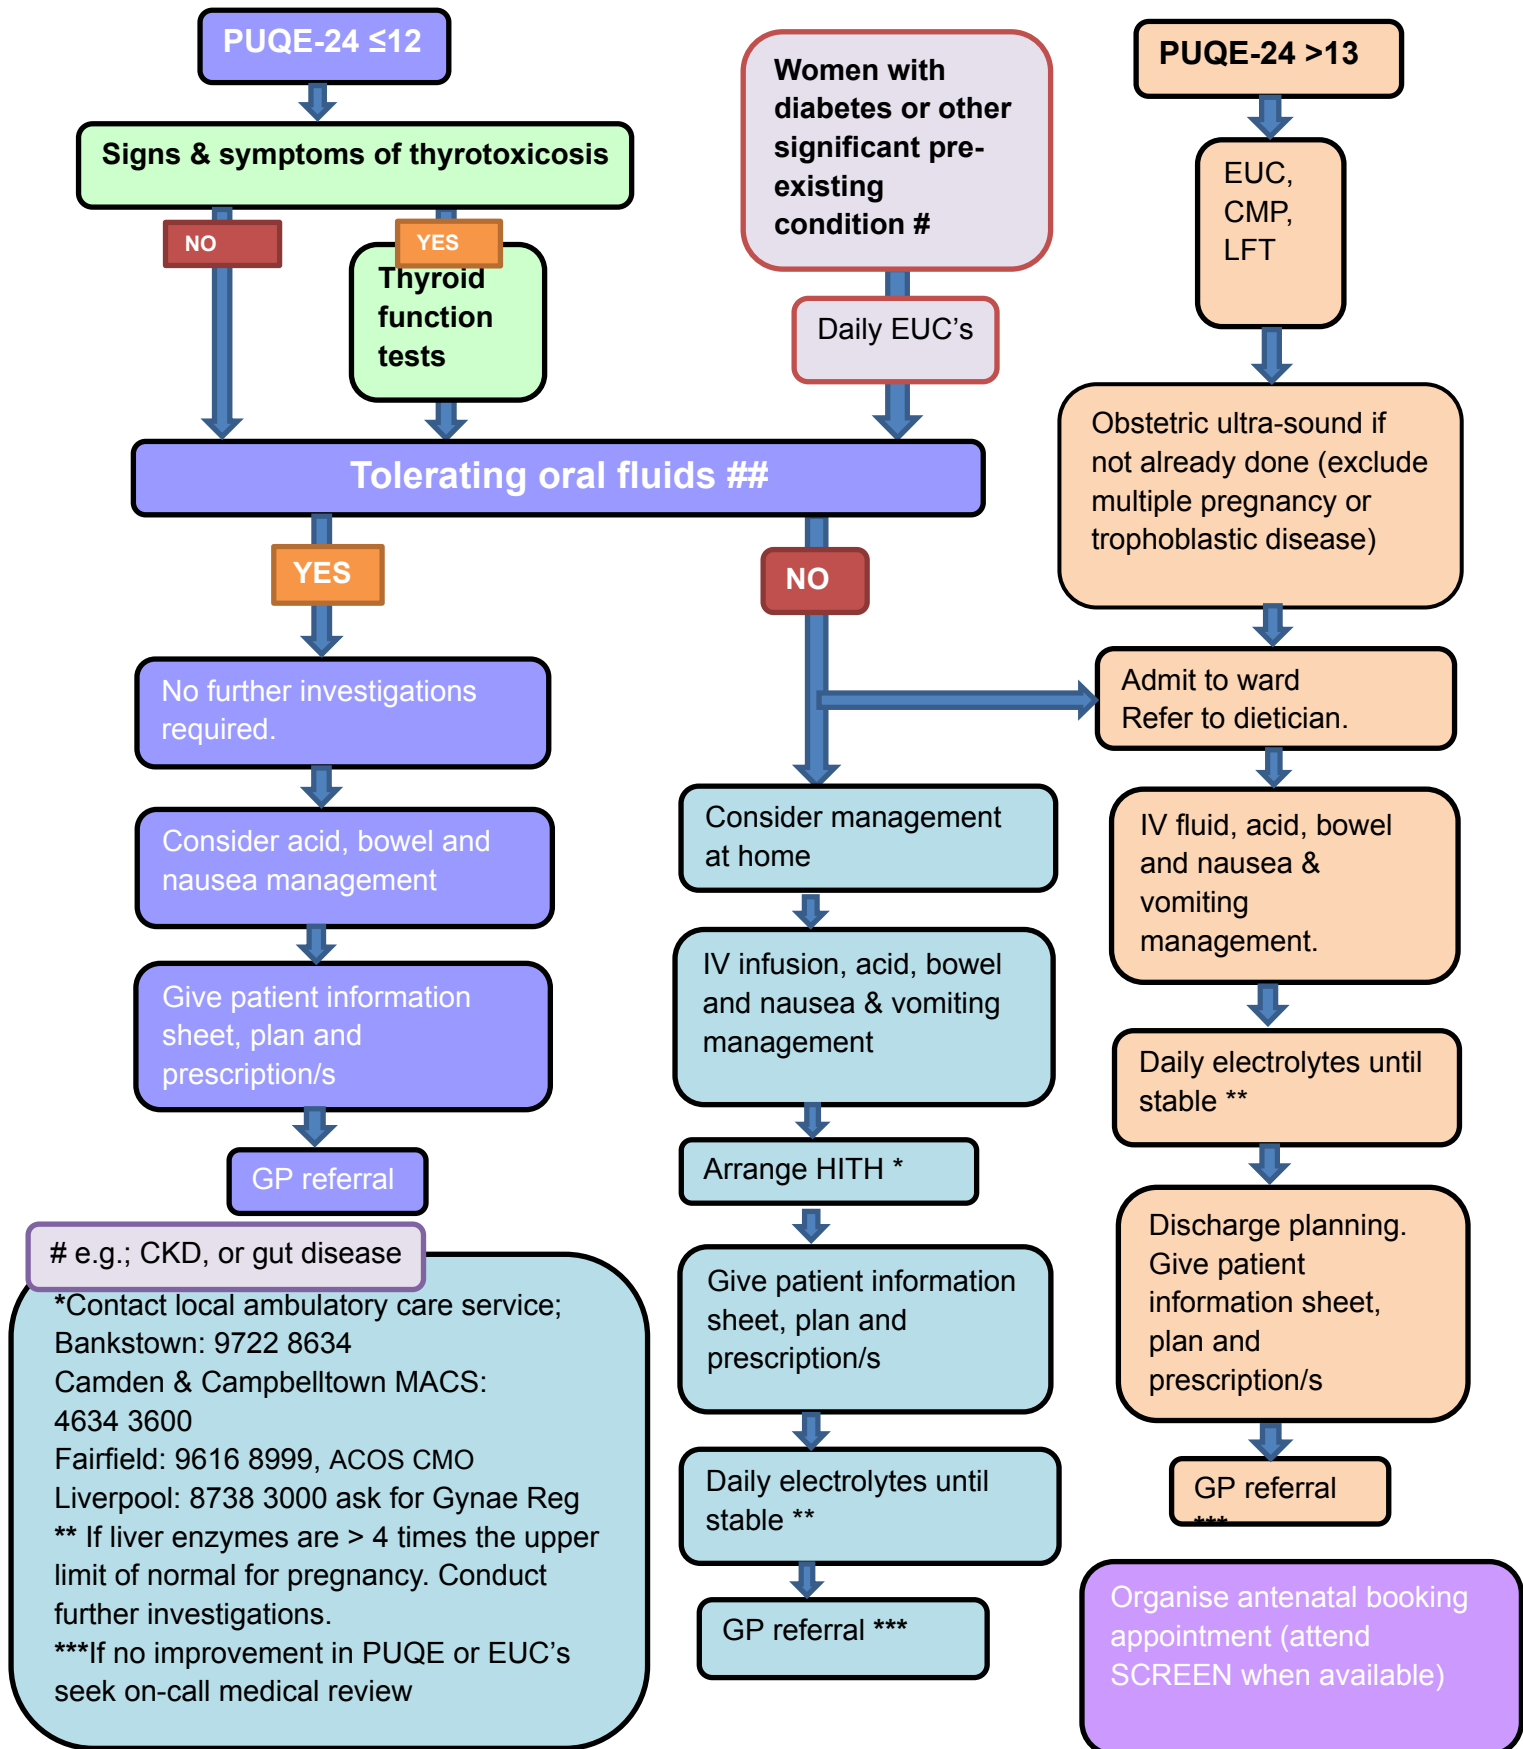 PUQE-24 ≤12
Signs & symptoms of thyrotoxicosis
NO
YES
Thyroid
function
tests
Women with
diabetes or other
significant pre-
existing
condition #
Daily EUC’s
PUQE-24 >13
EUC,
CMP,
LFT
Obstetric ultra-sound if
not already done (exclude
multiple pregnancy or
trophoblastic disease)
Tolerating oral fluids ##
YES
NO
No further investigations
required.
Consider acid, bowel and
nausea management
Give patient information
sheet, plan and
prescription/s
GP referral
Consider management
at home
IV infusion, acid, bowel
and nausea & vomiting
management
Arrange HITH *
Give patient information
sheet, plan and
prescription/s
Daily electrolytes until
stable **
GP referral ***
Admit to ward
Refer to dietician.
IV fluid, acid, bowel
and nausea &
vomiting
management.
Daily electrolytes until
stable **
Discharge planning.
Give patient
information sheet,
plan and
prescription/s
GP referral
***
Organise antenatal booking
appointment (attend
SCREEN when available)
# e.g.; CKD, or gut disease
*Contact local ambulatory care service;
Bankstown: 9722 8634
Camden & Campbelltown MACS:
4634 3600
Fairfield: 9616 8999, ACOS CMO
Liverpool: 8738 3000 ask for Gynae Reg
** If liver enzymes are > 4 times the upper
limit of normal for pregnancy. Conduct
further investigations.
***If no improvement in PUQE or EUC’s
seek on-call medical review